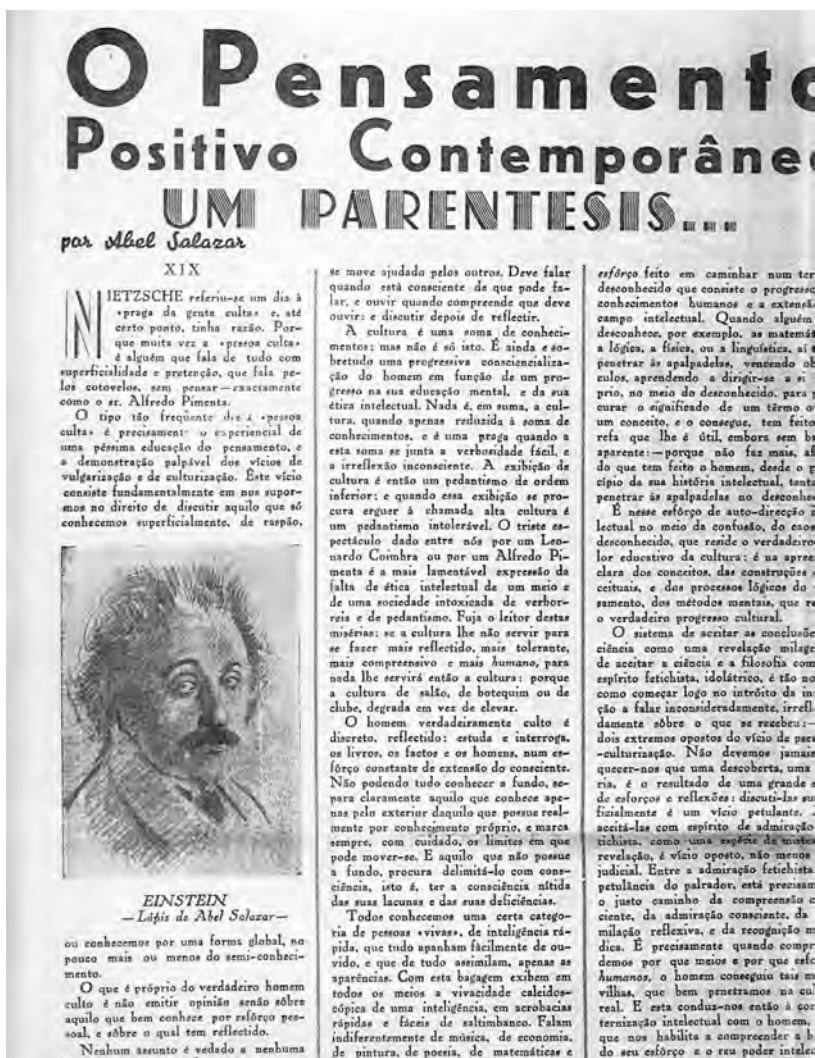 O Pensamento
Positivo Contemporâneo
UM PARENTESIS...
por Abel Salazar
XIX
NIETZSCHE referiu-se um dia à
«praga da gente culta» e, até
certo ponto, tinha razão. Por-
que muita vez a «pessoa culta»
é alguém que fala de tudo com
superficialidade e pretenção, que fala pe-
los cotovelos, sem pensar — exactamente
como o sr. Alfredo Pimenta.
O tipo tão freqüente da «pessoa
culta» é precisament o experiencial de
uma péssima educação do pensamento, e
a demonstração palpável dos vícios de
vulgarização e de culturização. Êste vício
consiste fundamentalmente em nos supor-
mos no direito de discutir aquilo que só
conhecemos superficialmente, de raspão,
EINSTEIN
—Lápis de Abel Salazar—
ou conhecemos por uma forma global, no
pouco mais ou menos do semi-conheci-
mento.
O que é próprio do verdadeiro homem
culto é não emitir opinião senão sôbre
aquilo que bem conhece por esfôrço pes-
soal, e sôbre o qual tem reflectido.
Nenhum assunto é vedado a nenhuma
se move ajudado pelos outros. Deve falar
quando está consciente de que pode fa-
lar, e ouvir quando compreende que deve
ouvir: e discutir depois de reflectir.
A cultura é uma soma de conheci-
mentos; mas não é só isto. É ainda e so-
bretudo uma progressiva consciencializa-
ção do homem em função de um pro-
gresso na sua educação mental, e da sua
ética intelectual. Nada é, em suma, a cul-
tura, quando apenas reduzida à soma de
conhecimentos, e é uma praga quando a
esta soma se junta a verbosidade fácil, e
a irreflexão inconsciente. A exibição de
cultura é então um pedantismo de ordem
inferior; e quando essa exibição se pro-
cura erguer à chamada alta cultura é
um pedantismo intolerável. O triste es-
pectáculo dado entre nós por um Leo-
nardo Coimbra ou por um Alfredo Pi-
menta é a mais lamentável expressão da
falta de ética intelectual de um meio e
de uma sociedade intoxicada de verbor-
reia e de pedantismo. Fuja o leitor destas
misérias: se a cultura lhe não servir para
se fazer mais reflectido, mais tolerante,
mais compreensivo e mais humano, para
nada lhe servirá então a cultura: porque
a cultura de salão, de botequim ou de
clube, degrada em vez de elevar.
O homem verdadeiramente culto é
discreto, reflectido; estuda e interroga,
os livros, os factos e os homens, num es-
fôrço constante de extensão do consciente.
Não podendo tudo conhecer a fundo, se-
para claramente aquilo que conhece ape-
nas pelo exterior daquilo que possue real-
mente por conhecimento próprio, e marca
sempre, com cuidado, os limites em que
pode mover-se. E aquilo que não possue
a fundo, procura delimitá-lo com cons-
ciência, isto é, ter a consciência nítida
das suas lacunas e das suas deficiências.
Todos conhecemos uma certa catego-
ria de pessoas «vivas», de inteligência rá-
pida, que tudo apanham fàcilmente de ou-
vido, e que de tudo assimilam, apenas as
aparências. Com esta bagagem exibem em
todos os meios a vivacidade caleidos-
cópica de uma inteligência, em acrobacias
rápidas e fáceis de saltimbanco. Falam
indiferentemente de música, de economia,
de pintura, de poesia, de matemáticas e
esfôrço feito em caminhar num ter
desconhecido que consiste o progresso
conhecimentos humanos e a extensã
campo intelectual. Quando alguém
desconhece, por exemplo, as matemát
a lógica, a física, ou a linguística, aí t
penetrar às apalpadelas, vencendo ob
culos, aprendendo a dirigir-se a si
prio, no meio do desconhecido, para p
curar o significado de um têrmo o
um conceito, e o consegue, tem feito
refa que lhe é útil, embora sem b
aparente: — porque não faz mais, af
do que tem feito o homem, desde o p
cípio da sua história intelectual, tenta
penetrar às apalpadelas no desconhec
É nesse esfôrço de auto-direcção i
lectual no meio da confusão, do caos
desconhecido, que reside o verdadeiro
lor educativo da cultura: é na apree
clara dos conceitos, das construções
ceituais, e dos processos lógicos do
samento, dos métodos mentais, que re
o verdadeiro progresso cultural.
O sistema de aceitar as conclusõe
ciência como uma revelação milagr
de aceitar a ciência e a filosofia com
espírito fetichista, idolátrico, é tão no
como começar logo no intróito da in
ção a falar inconsideradamente, irrefl
damente sôbre o que se recebeu: —
dois extremos opostos do vício de pseu
-culturização. Não devemos jamais
quecer-nos que uma descoberta, uma
ria, é o resultado de uma grande s
de esforços e reflexões: discuti-las su
ficialmente é um vício petulante.
aceitá-las com espírito de admiração
tichista, como uma espécie de
revelação, é vício oposto, não menos
judicial. Entre a admiração fetichista
petulância do palrador, está precisam
o justo caminho da compreensão c
ciente, da admiração consciente, da
milação reflexiva, e da recognição m
dica. É precisamente quando compr
demos por que meios e por que esfo
humanos, o homem conseguiu tais m
vilhas, que bem penetramos na cul
real. E esta conduz-nos então à con
ternização intelectual com o homem,
que nos habilita a compreender a h
do seu esfôrço e o seu poder intelec